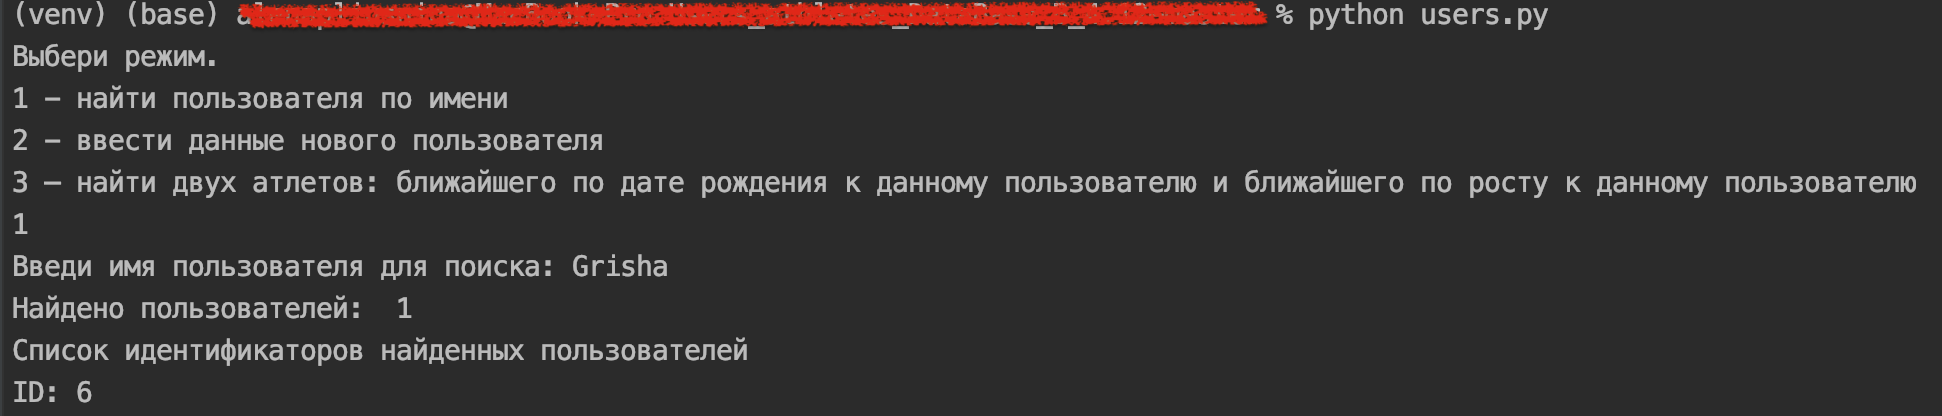 (venv) (base) % python users.py
Выбери режим.
1 – найти пользователя по имени
2 – ввести данные нового пользователя
3 – найти двух атлетов: ближайшего по дате рождения к данному пользователю и ближайшего по росту к данному пользователю
1
Введи имя пользователя для поиска: Grisha
Найдено пользователей:  1
Список идентификаторов найденных пользователей
ID: 6